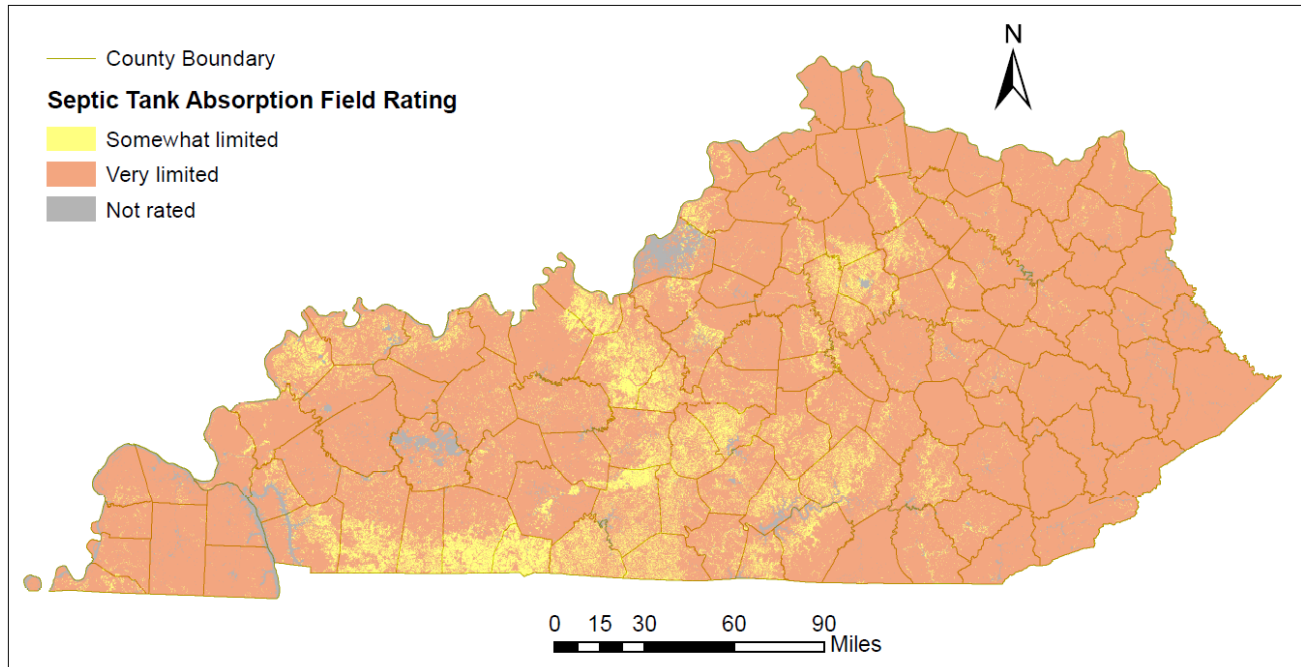 County Boundary
Septic Tank Absorption Field Rating
Somewhat limited
Very limited
Not rated
N
0 15 30 60 90
Miles